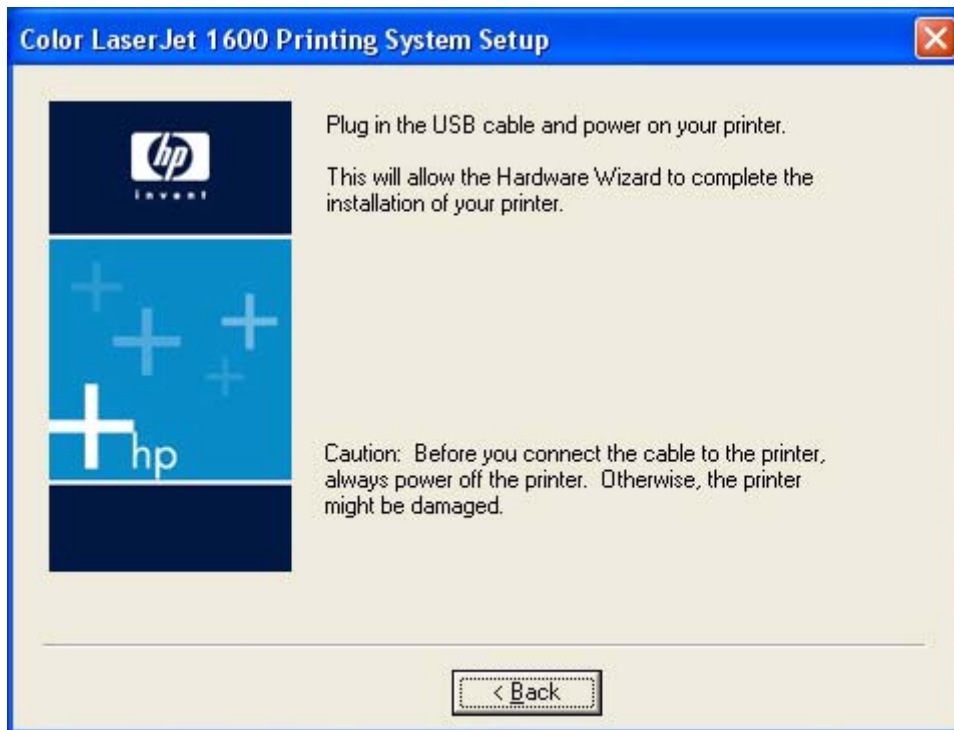 Color LaserJet 1600 Printing System Setup
hp
invent
Plug in the USB cable and power on your printer.
This will allow the Hardware Wizard to complete the
installation of your printer.
hp
Caution: Before you connect the cable to the printer,
always power off the printer. Otherwise, the printer
might be damaged.
< Back